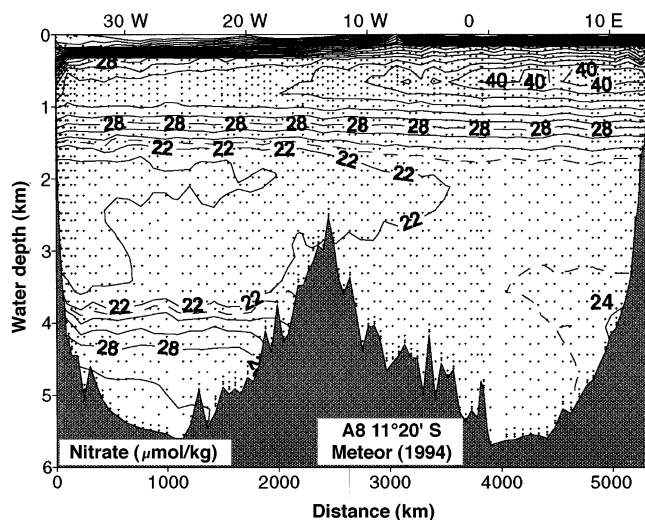 30 W 20 W 10 W 0 10 E
0
1
2
3
4
5
6
Water depth (km)
28
40 40 40 40
28 28 28 28 28 28 28 28 28
22 22 22 22 22
22
22 22 22
28 28
24
Nitrate (μmol/kg)
A8 11°20' S
Meteor (1994)
0 1000 2000 3000 4000 5000
Distance (km)